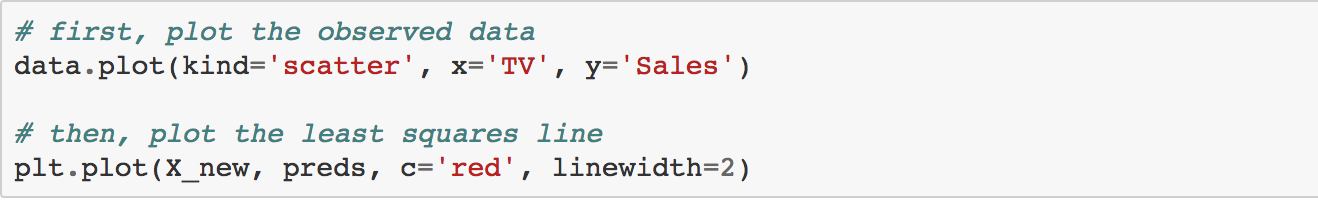 # first, plot the observed data
data.plot(kind='scatter', x='TV', y='Sales')
# then, plot the least squares line
plt.plot(X_new, preds, c='red', linewidth=2)